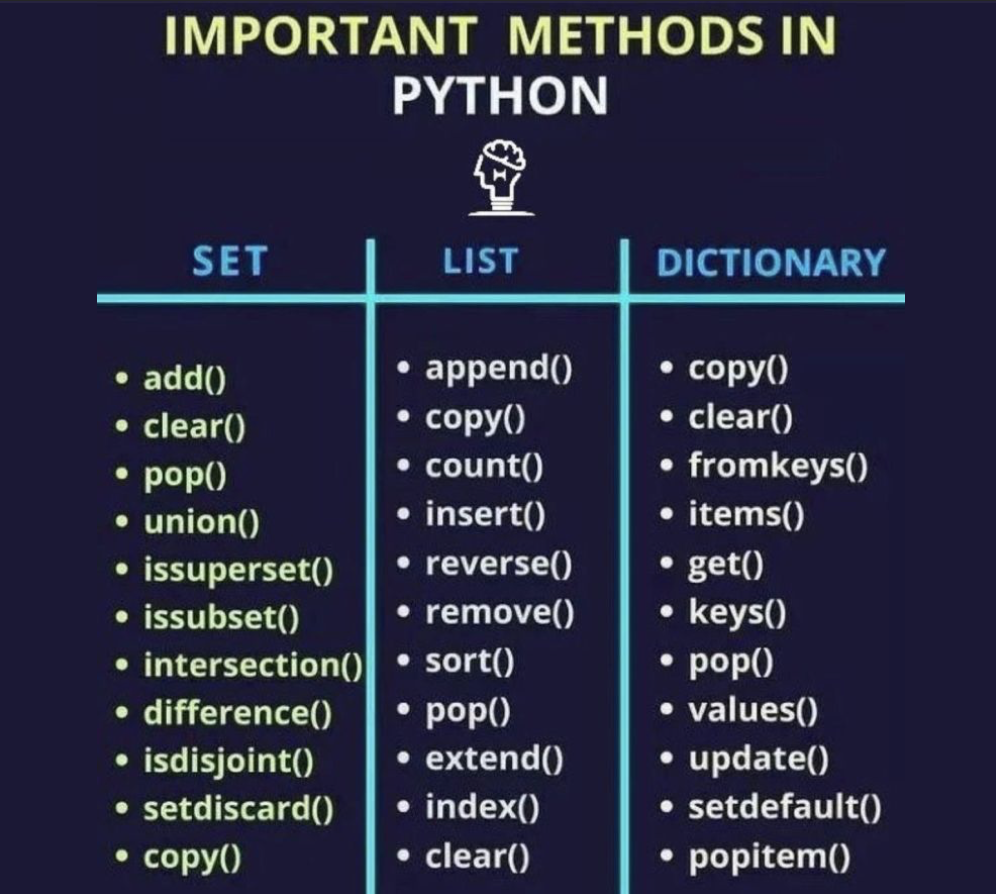 IMPORTANT METHODS IN
PYTHON
SET
LIST
DICTIONARY
• add()
• clear()
• pop()
• union()
• issuperset()
• issubset()
• intersection()
• difference()
• isdisjoint()
• setdiscard()
• copy()
• append()
• copy()
• count()
• insert()
• reverse()
• remove()
• sort()
• pop()
• extend()
• index()
• clear()
• copy()
• clear()
• fromkeys()
• items()
• get()
• keys()
• pop()
• values()
• update()
• setdefault()
• popitem()